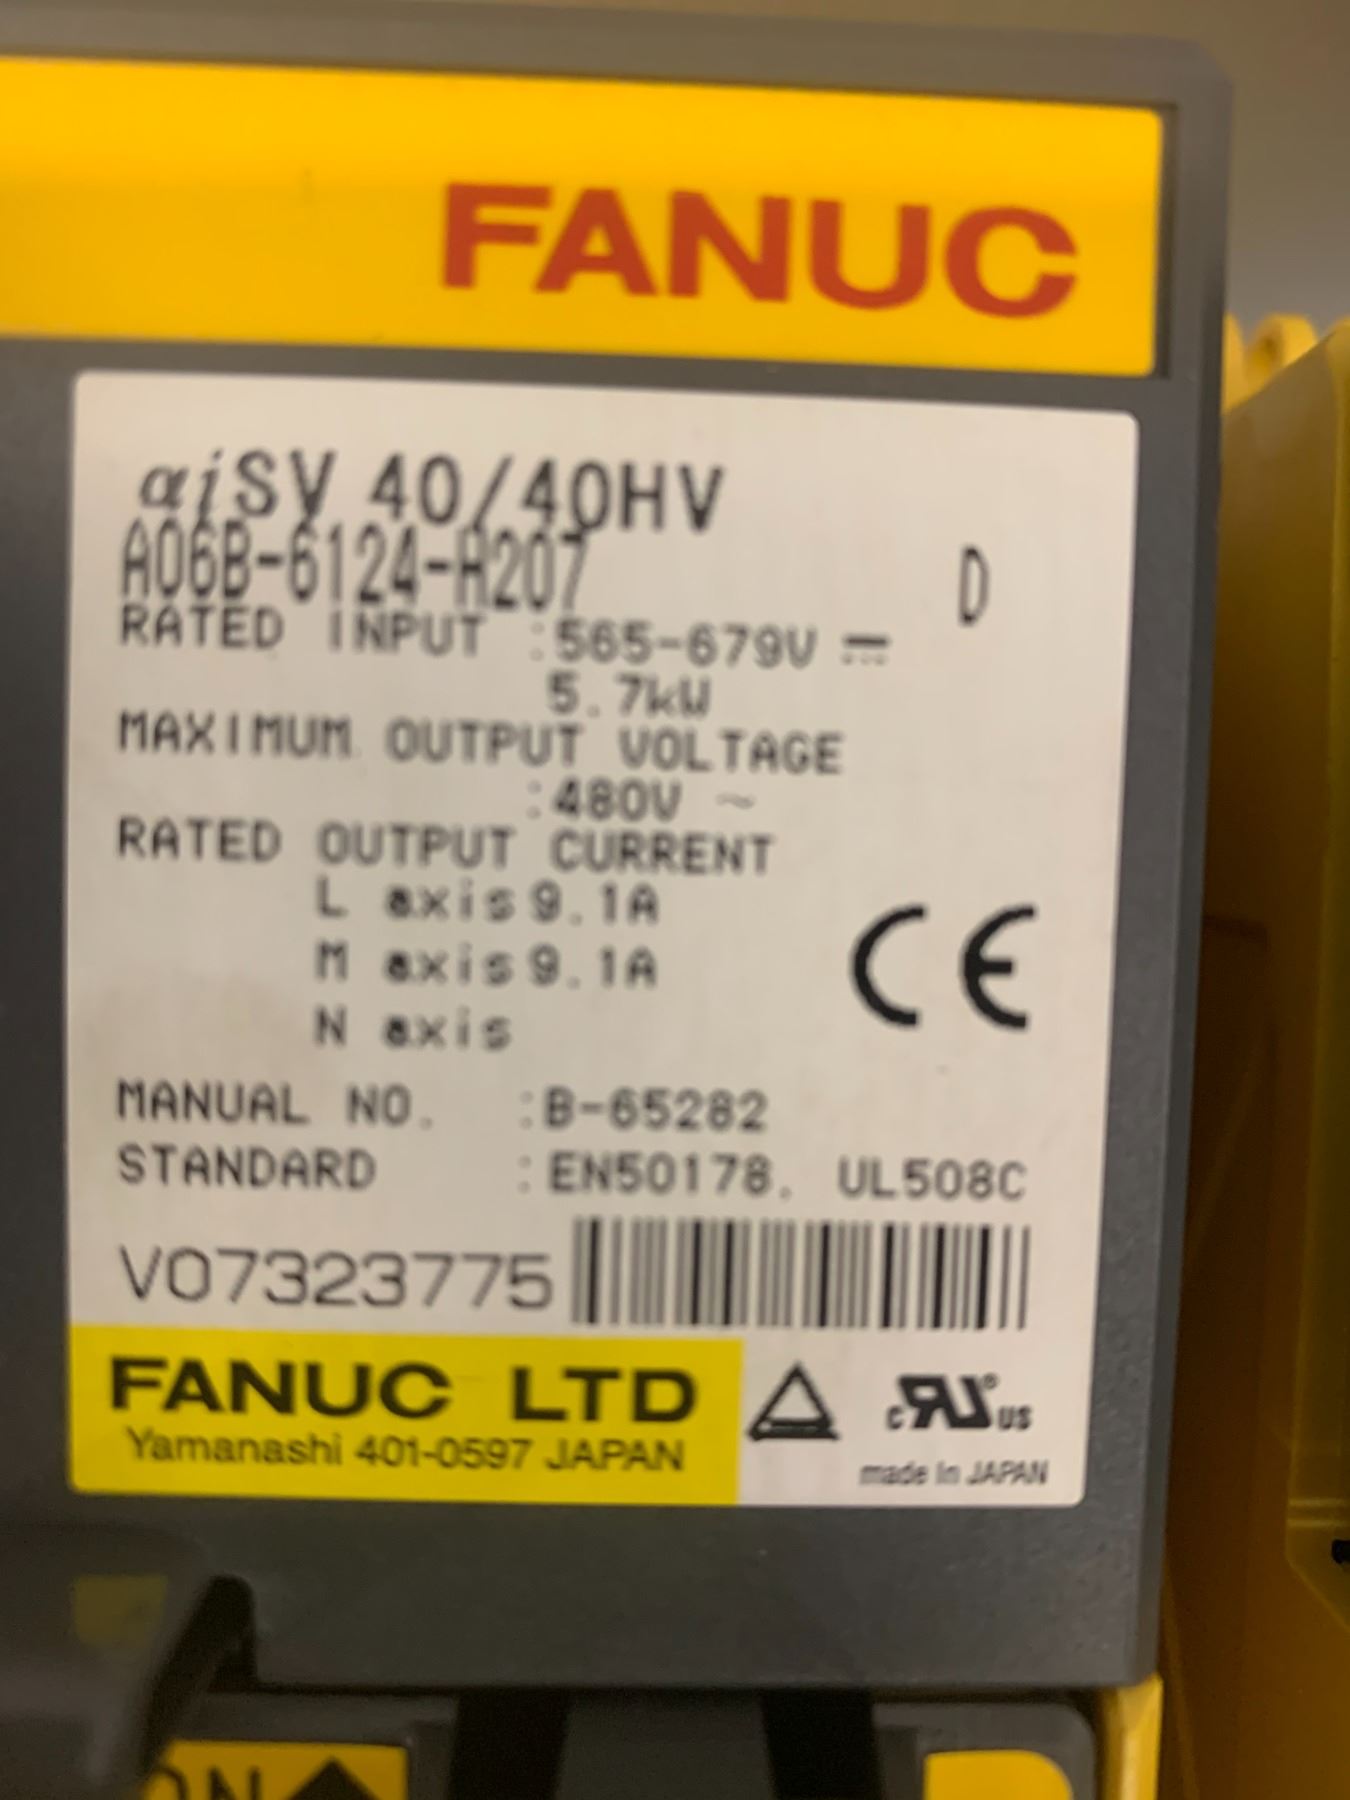 FANUC
αiSV 40/40HV
A06B-6124-H207 D
RATED INPUT :565-679V ⎓
5.7kW
MAXIMUM OUTPUT VOLTAGE
:480V ~
RATED OUTPUT CURRENT
L axis 9.1A
M axis 9.1A
N axis
CE
MANUAL NO. :B-65282
STANDARD :EN50178, UL508C
V07323775
FANUC LTD
Yamanashi 401-0597 JAPAN
c RU ® US
made in JAPAN